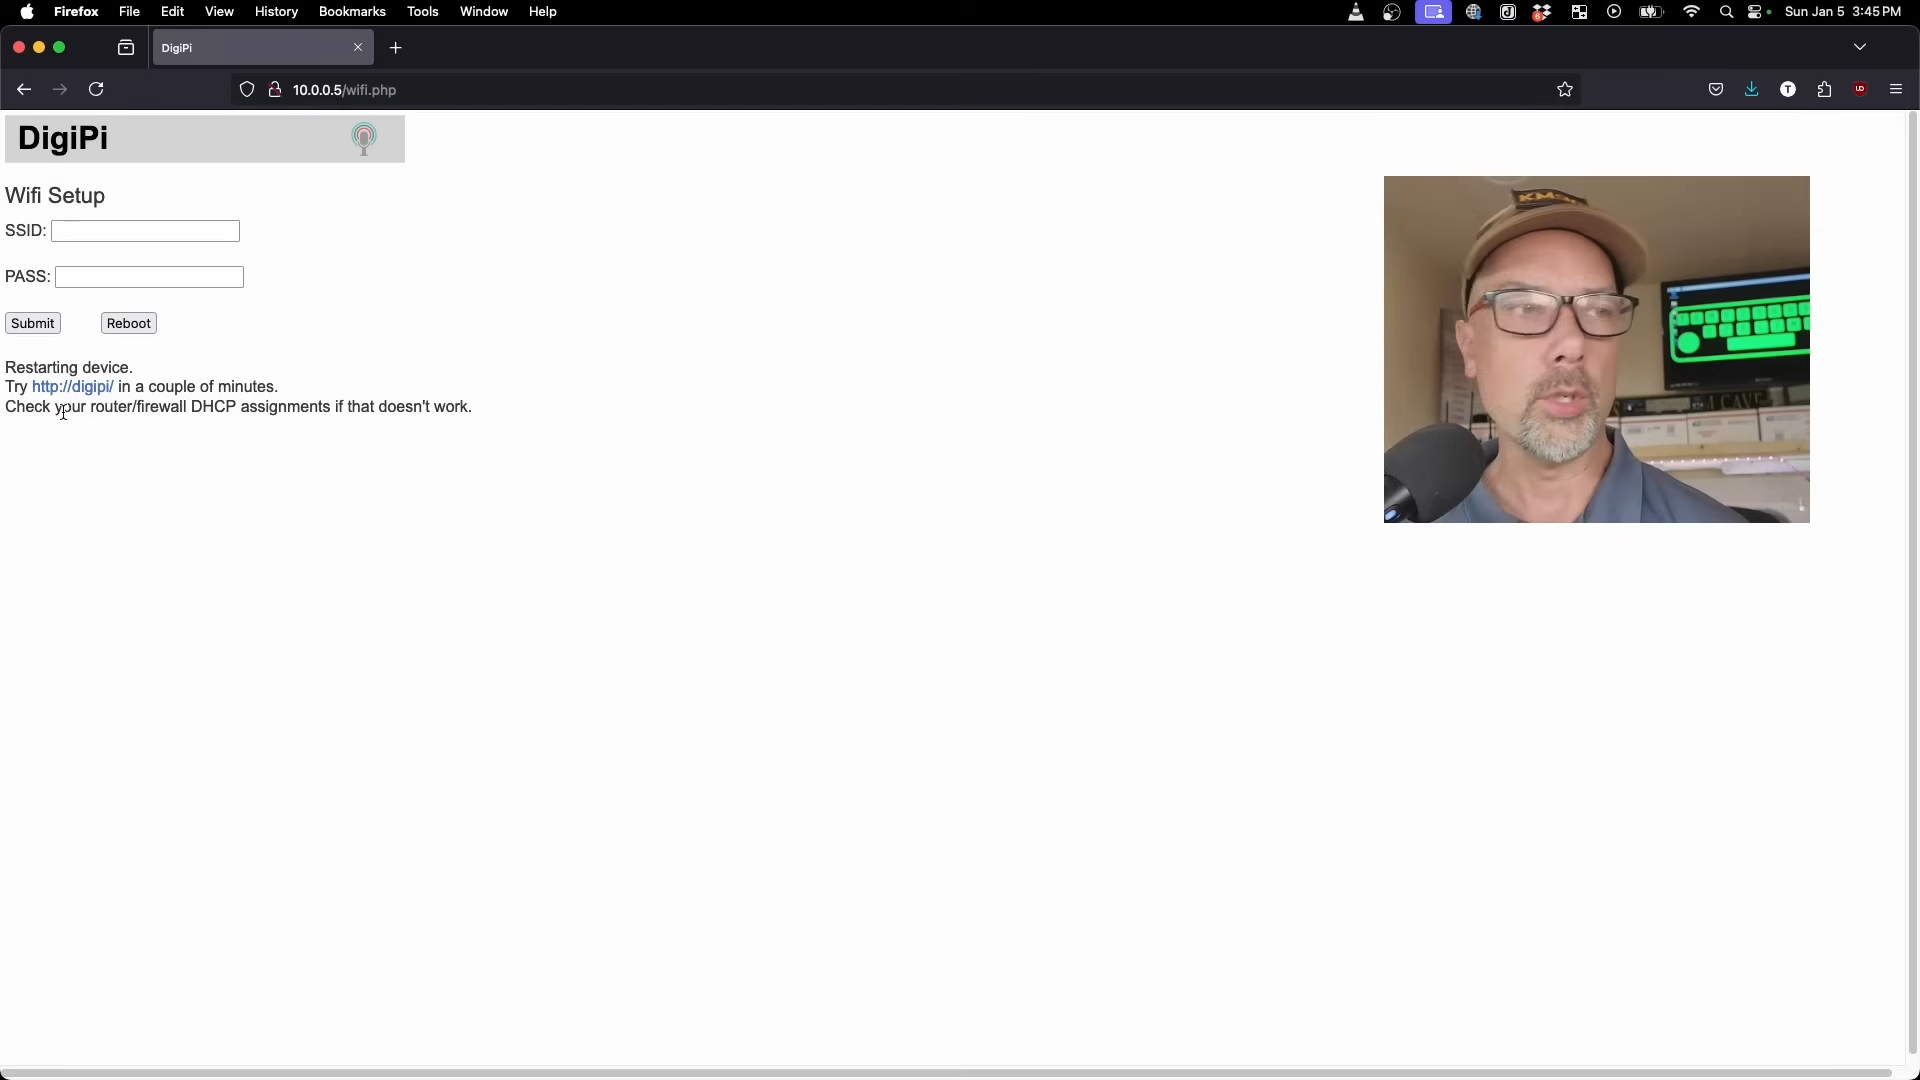 Firefox File Edit View History Bookmarks Tools Window Help
6
Sun Jan 5 3:45 PM
DigiPi
10.0.0.5/wifi.php
T
DigiPi
Wifi Setup
SSID:
PASS:
Submit Reboot
Restarting device.
Try http://digipi/ in a couple of minutes.
Check your router/firewall DHCP assignments if that doesn't work.